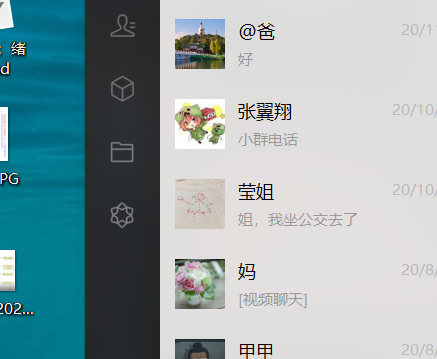 ：绪
d
PG
202...
@爸
20/1
好
张翼翔
20/10/
小群电话
莹姐
20/10/
姐，我坐公交去了
妈
20/8/
[视频聊天]
甲甲
20/8/